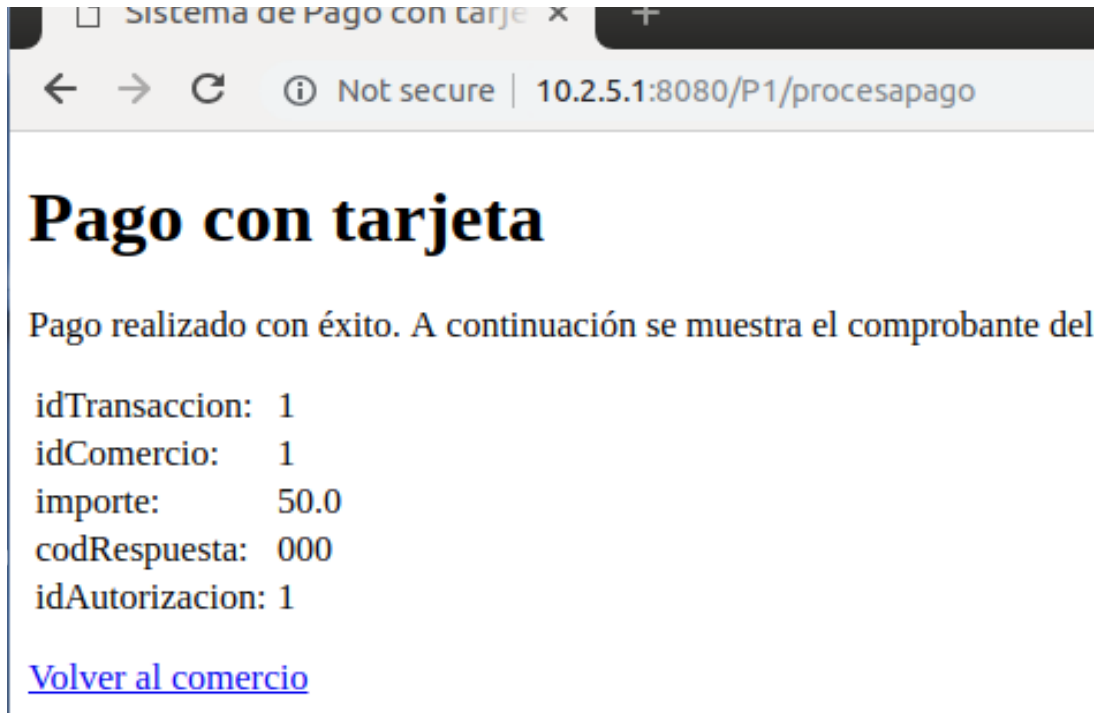 Sistema de Pago con tarje
Not secure | 10.2.5.1:8080/P1/procesapago
Pago con tarjeta
Pago realizado con éxito. A continuación se muestra el comprobante del
idTransaccion: 1
idComercio: 1
importe: 50.0
codRespuesta: 000
idAutorizacion: 1
Volver al comercio